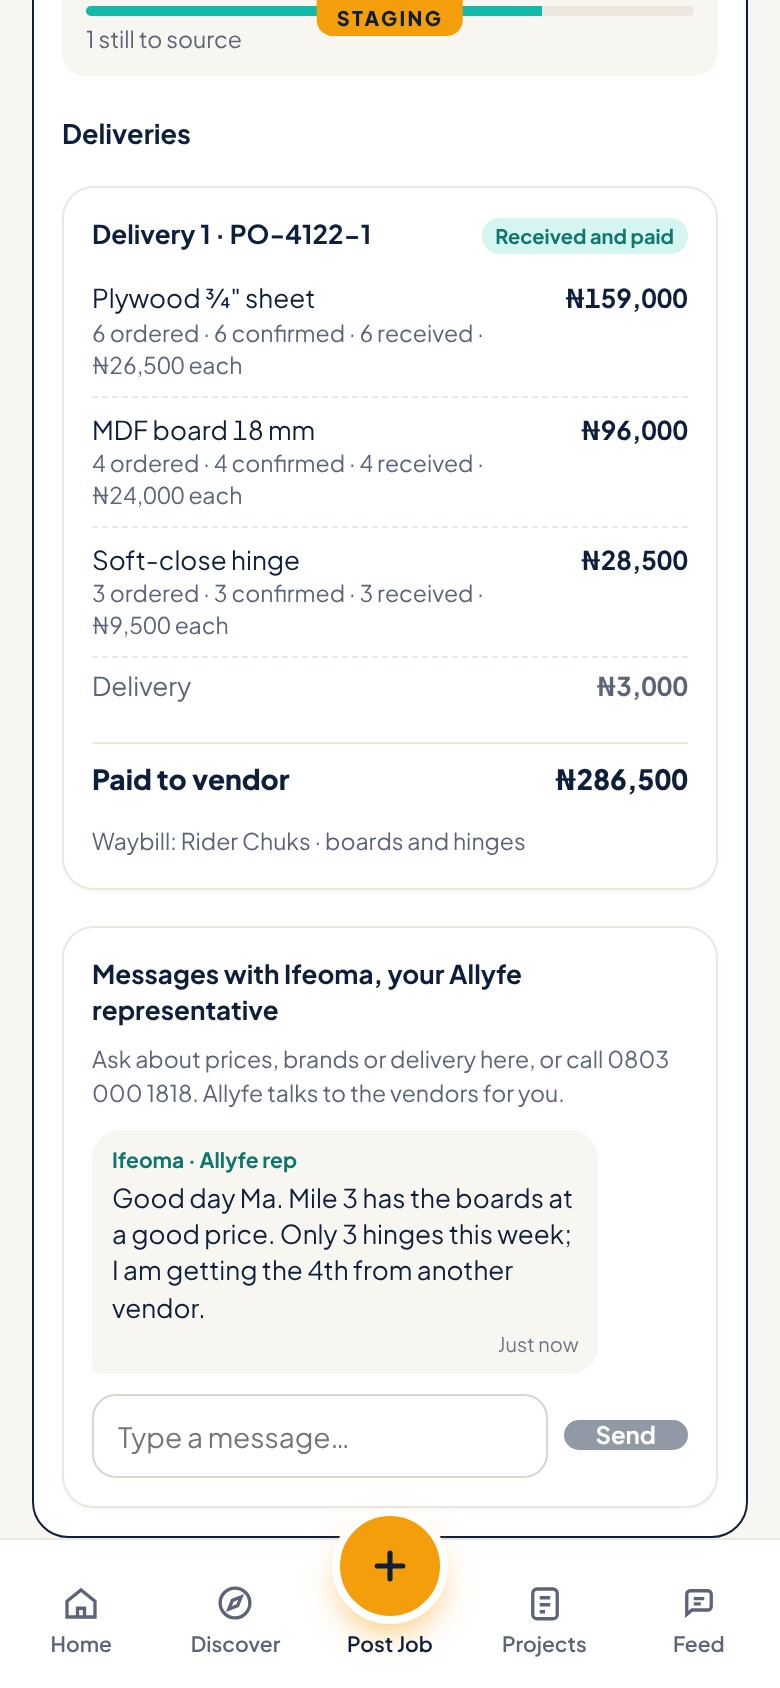 STAGING
1 still to source
Deliveries
Delivery 1 · PO-4122-1
Received and paid
Plywood ¾" sheet
₦159,000
6 ordered · 6 confirmed · 6 received ·
₦26,500 each
MDF board 18 mm
₦96,000
4 ordered · 4 confirmed · 4 received ·
₦24,000 each
Soft-close hinge
₦28,500
3 ordered · 3 confirmed · 3 received ·
₦9,500 each
Delivery
₦3,000
Paid to vendor
₦286,500
Waybill: Rider Chuks · boards and hinges
Messages with Ifeoma, your Allyfe
representative
Ask about prices, brands or delivery here, or call 0803
000 1818. Allyfe talks to the vendors for you.
Ifeoma · Allyfe rep
Good day Ma. Mile 3 has the boards at
a good price. Only 3 hinges this week;
I am getting the 4th from another
vendor.
Just now
Type a message...
Send
Home
Discover
Post Job
Projects
Feed